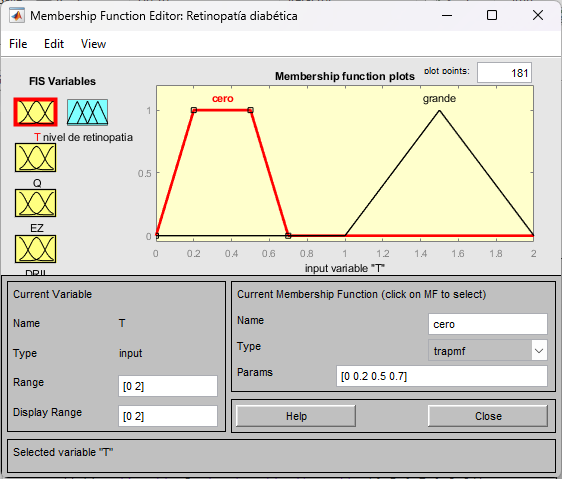 Membership Function Editor: Retinopatía diabética
File Edit View
FIS Variables
Membership function plots
plot points:
181
T
nivel de retinopatia
Q
EZ
DRIL
cero
grande
1
0.5
0
0 0.2 0.4 0.6 0.8 1 1.2 1.4 1.6 1.8 2
input variable "T"
Current Variable
Name T
Type input
Range [0 2]
Display Range [0 2]
Current Membership Function (click on MF to select)
Name cero
Type trapmf
Params [0 0.2 0.5 0.7]
Help Close
Selected variable "T"